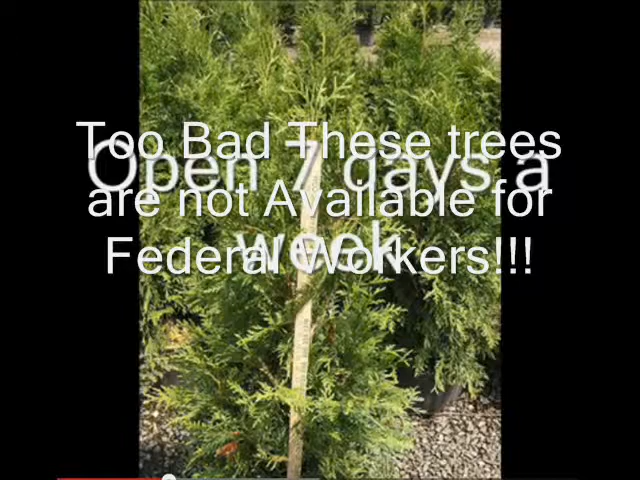 Too Bad These trees
Open 7 days a
are not Available for
week
Federal Workers!!!